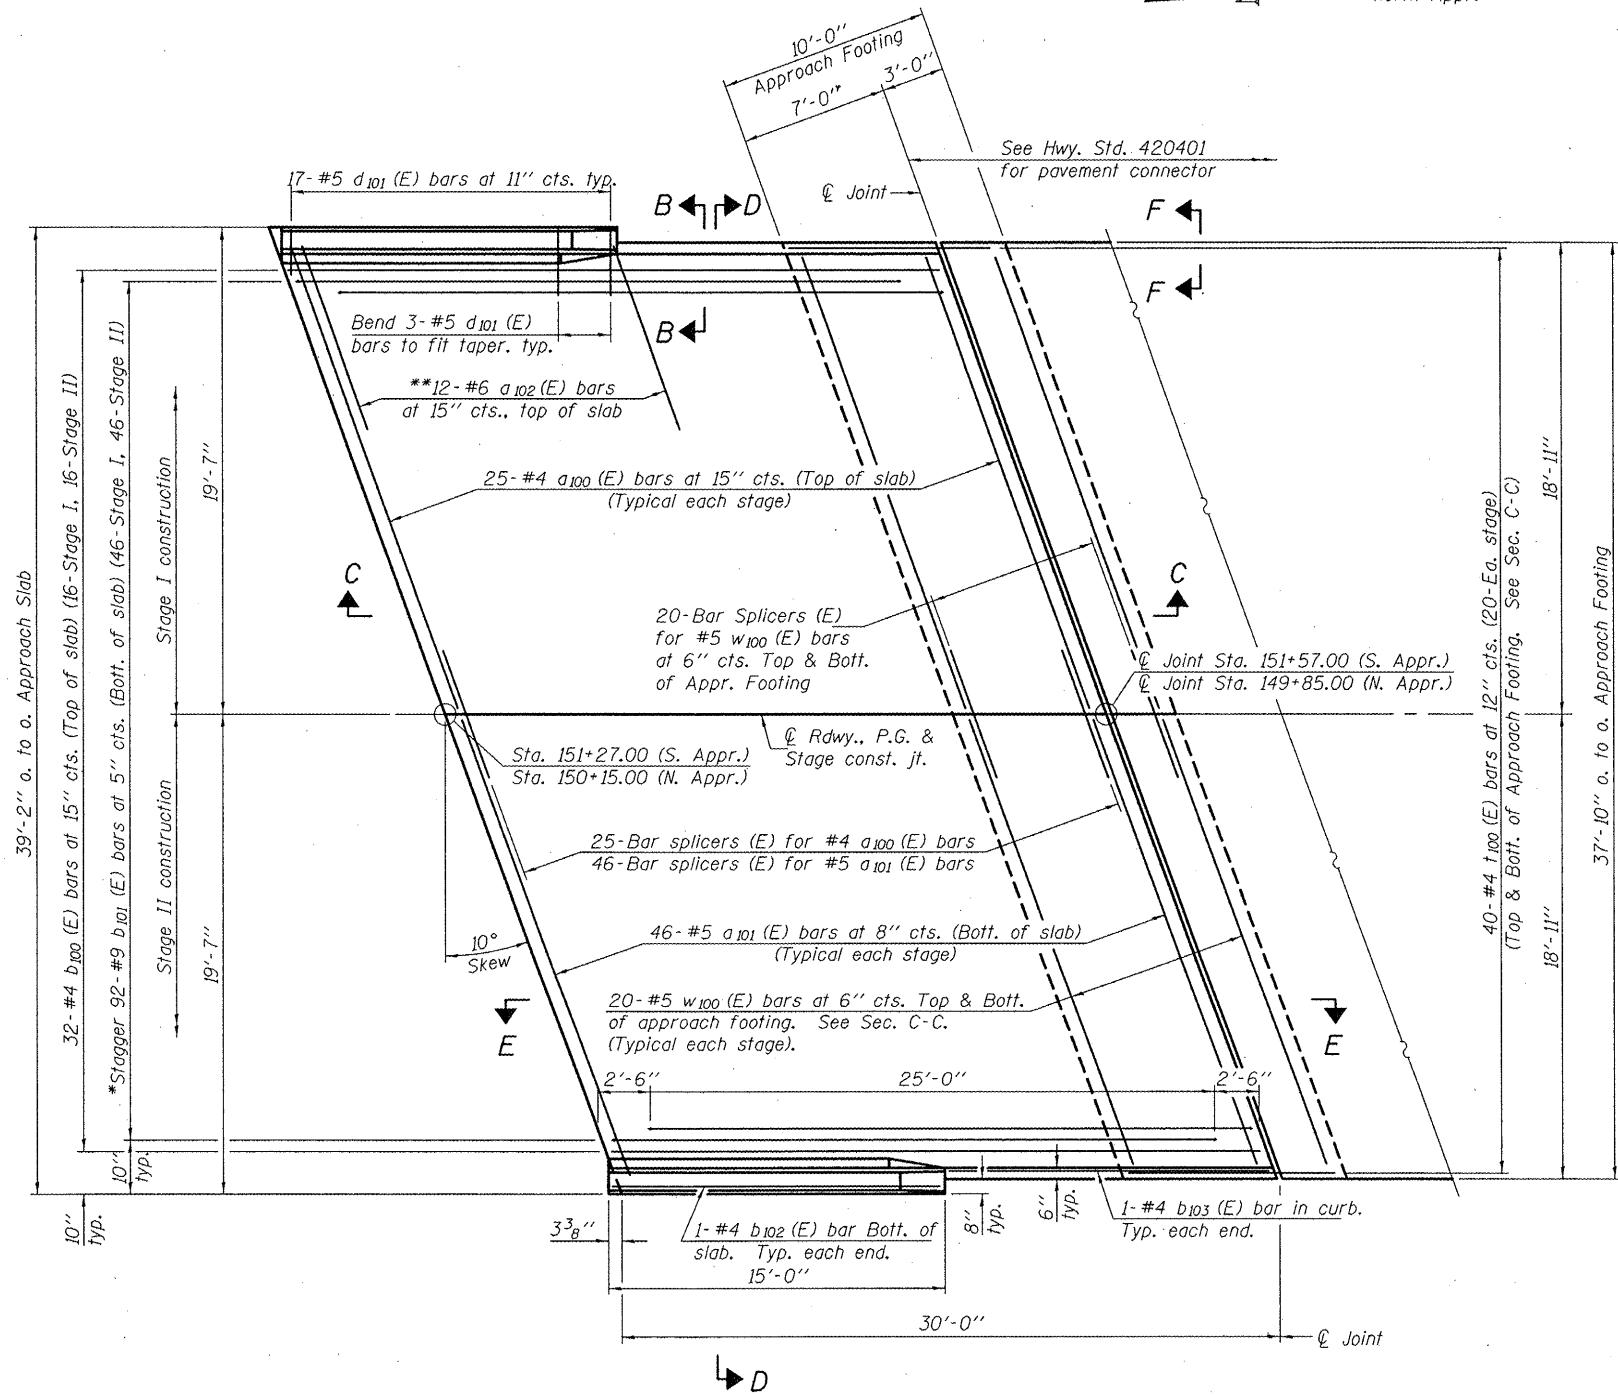 10'-0"
Approach Footing
3'-0"
7'-0"*
See Hwy. Std. 420401
for pavement connector
℄ Joint
17-#5 d101 (E) bars at 11" cts. typ.
B
D
F
F
B
Bend 3-#5 d101 (E)
bars to fit taper. typ.
**12-#6 a102 (E) bars
at 15" cts., top of slab
25-#4 a100 (E) bars at 15" cts. (Top of slab)
(Typical each stage)
39'-2" o. to o. Approach Slab
32-#4 b100 (E) bars at 15" cts. (Top of slab) (16-Stage I, 16-Stage II)
*Stagger 92-#9 b101 (E) bars at 5" cts. (Bott. of slab) (46-Stage I, 46-Stage II)
Stage I construction
Stage II construction
19'-7"
19'-7"
C
C
20-Bar Splicers (E)
for #5 w100 (E) bars
at 6" cts. Top & Bott.
of Appr. Footing
℄ Joint Sta. 151+57.00 (S. Appr.)
℄ Joint Sta. 149+85.00 (N. Appr.)
40-#4 t100 (E) bars at 12" cts. (20-Ea. stage)
(Top & Bott. of Approach Footing. See Sec. C-C)
18'-11"
18'-11"
37'-10" o. to o. Approach Footing
℄ Rdwy., P.G. &
Stage const. jt.
Sta. 151+27.00 (S. Appr.)
Sta. 150+15.00 (N. Appr.)
25-Bar splicers (E) for #4 a100 (E) bars
46-Bar splicers (E) for #5 a101 (E) bars
10°
Skew
46-#5 a101 (E) bars at 8" cts. (Bott. of slab)
(Typical each stage)
20-#5 w100 (E) bars at 6" cts. Top & Bott.
of approach footing. See Sec. C-C.
(Typical each stage).
E
E
2'-6"
25'-0"
2'-6"
10"
typ.
10"
typ.
3⅜"
1-#4 b102 (E) bar Bott. of
slab. Typ. each end.
15'-0"
8"
typ.
6"
typ.
1-#4 b103 (E) bar in curb.
Typ. each end.
30'-0"
℄ Joint
D